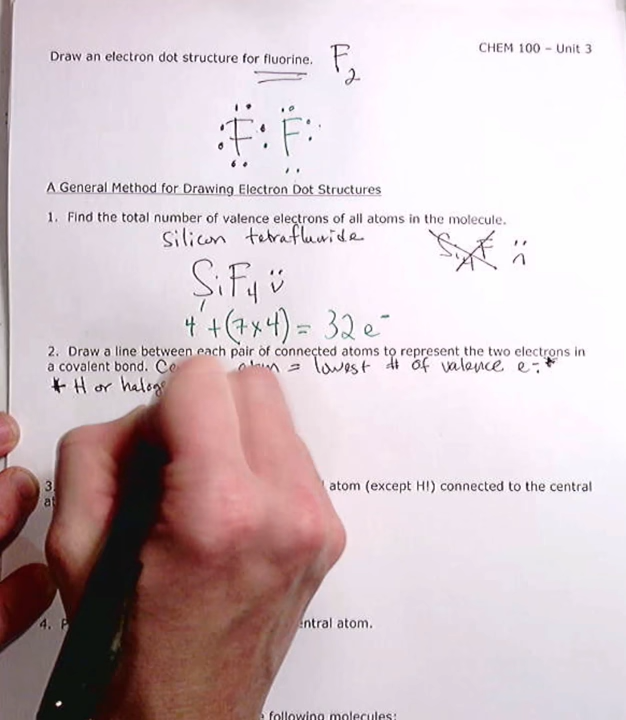 Draw an electron dot structure for fluorine. F2
CHEM 100 – Unit 3
F F
A General Method for Drawing Electron Dot Structures
1. Find the total number of valence electrons of all atoms in the molecule.
Silicon tetrafluoride
SiF4
4 + (7x4) = 32 e-
2. Draw a line between each pair of connected atoms to represent the two electrons in
a covalent bond. = lowest # of valence e-*
* H or
3. atom (except H!) connected to the central
4. central atom.
following molecules: